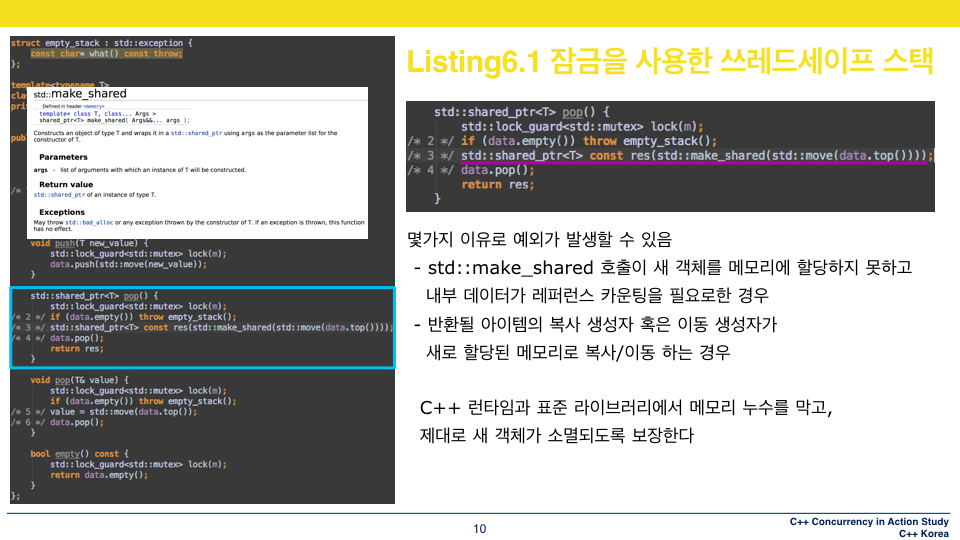 Listing6.1 잠금을 사용한 쓰레드세이프 스택
struct empty_stack : std::exception {
const char* what() const throw;
};
template<typename T>
clas
priv
std::make_shared
Defined in header <memory>
template< class T, class... Args >
shared_ptr<T> make_shared( Args&&... args );
Constructs an object of type T and wraps it in a std::shared_ptr using args as the parameter list for the
constructor of T.
Parameters
args - list of arguments with which an instance of T will be constructed.
Return value
std::shared_ptr of an instance of type T.
Exceptions
May throw std::bad_alloc or any exception thrown by the constructor of T. If an exception is thrown, this function
has no effect.
publ
void push(T new_value) {
std::lock_guard<std::mutex> lock(m);
data.push(std::move(new_value));
}
std::shared_ptr<T> pop() {
std::lock_guard<std::mutex> lock(m);
/* 2 */ if (data.empty()) throw empty_stack();
/* 3 */ std::shared_ptr<T> const res(std::make_shared(std::move(data.top())));
/* 4 */ data.pop();
return res;
}
void pop(T& value) {
std::lock_guard<std::mutex> lock(m);
if (data.empty()) throw empty_stack();
/* 5 */ value = std::move(data.top());
/* 6 */ data.pop();
}
bool empty() const {
std::lock_guard<std::mutex> lock(m);
return data.empty();
}
};
std::shared_ptr<T> pop() {
std::lock_guard<std::mutex> lock(m);
/* 2 */ if (data.empty()) throw empty_stack();
/* 3 */ std::shared_ptr<T> const res(std::make_shared(std::move(data.top())));
/* 4 */ data.pop();
return res;
}
몇가지 이유로 예외가 발생할 수 있음
- std::make_shared 호출이 새 객체를 메모리에 할당하지 못하고
내부 데이터가 레퍼런스 카운팅을 필요로한 경우
- 반환될 아이템의 복사 생성자 혹은 이동 생성자가
새로 할당된 메모리로 복사/이동 하는 경우
C++ 런타임과 표준 라이브러리에서 메모리 누수를 막고,
제대로 새 객체가 소멸되도록 보장한다
10
C++ Concurrency in Action Study
C++ Korea